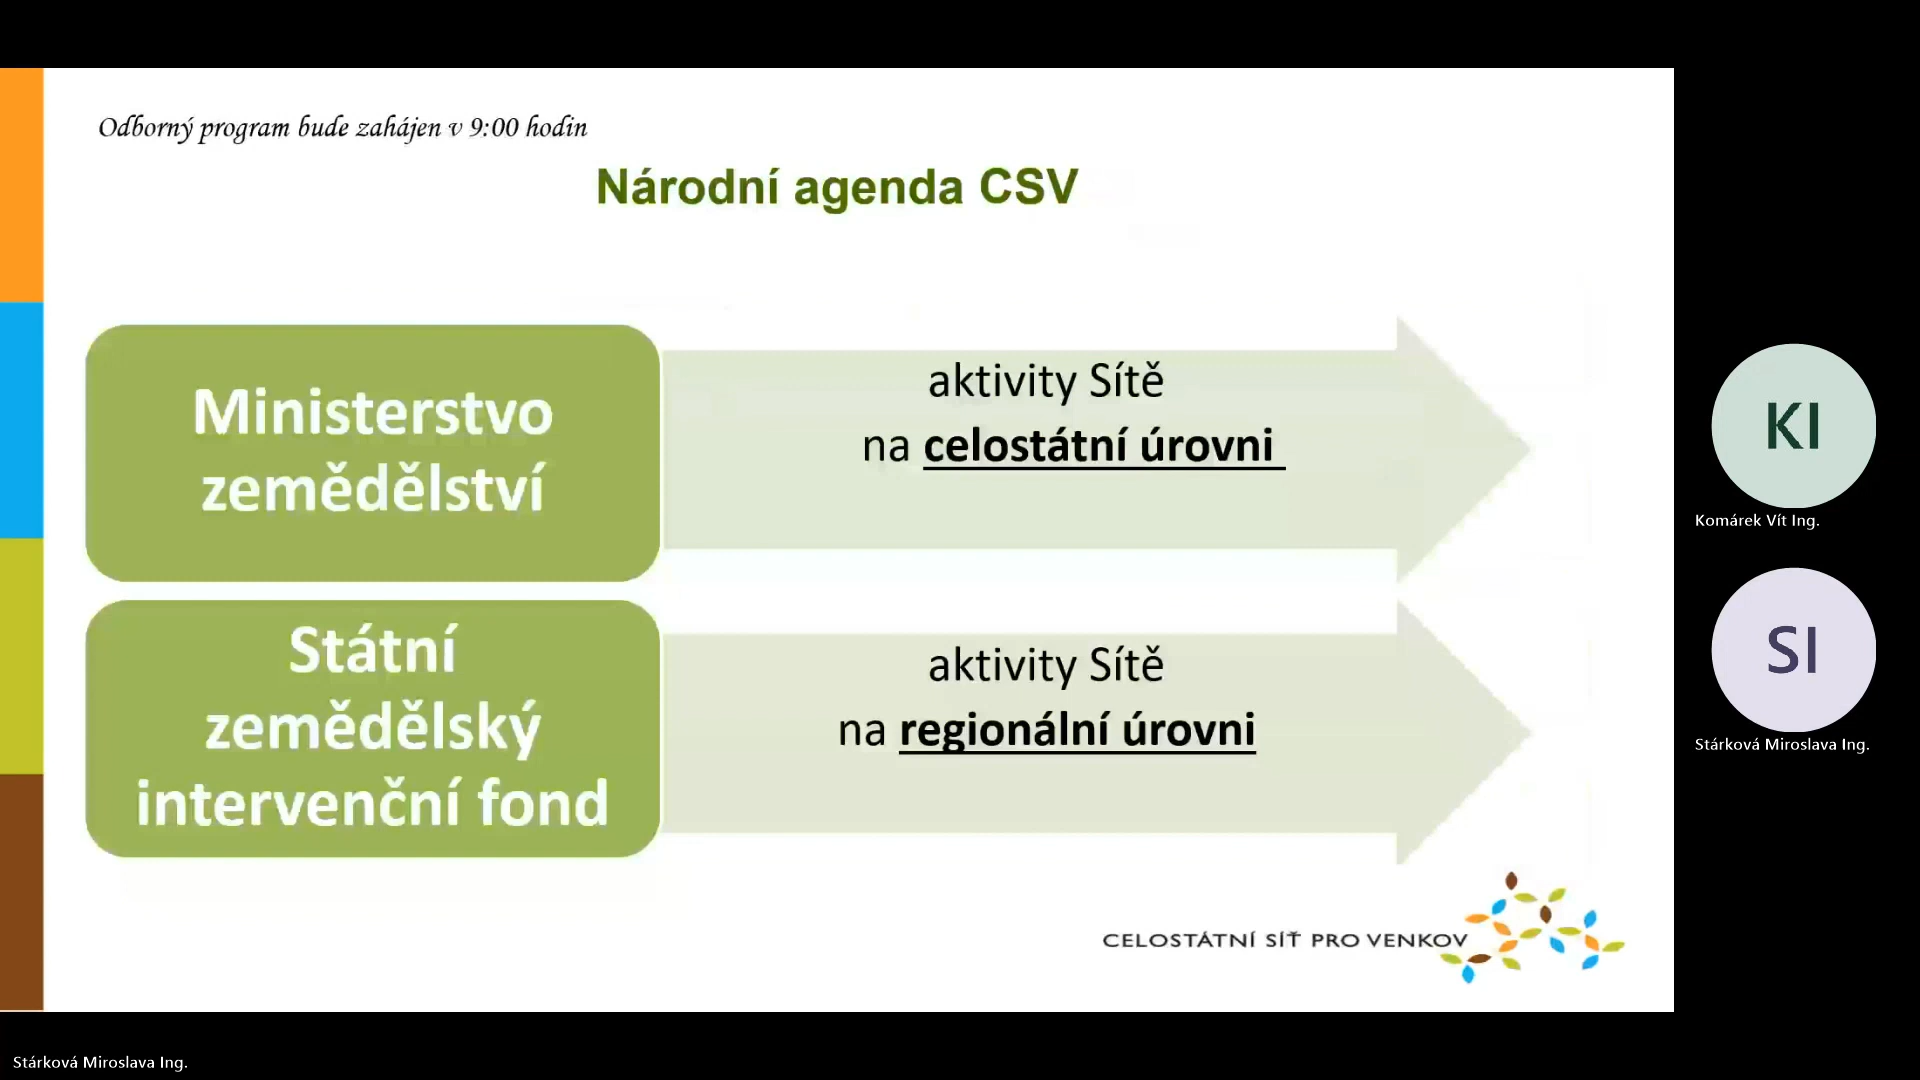 Odborný program bude zahájen v 9:00 hodin
Národní agenda CSV
Ministerstvo
zemědělství
aktivity Sítě
na celostátní úrovni
Státní
zemědělský
intervenční fond
aktivity Sítě
na regionální úrovni
CELOSTÁTNÍ SÍŤ PRO VENKOV
KI
Komárek Vít Ing.
SI
Stárková Miroslava Ing.
Stárková Miroslava Ing.